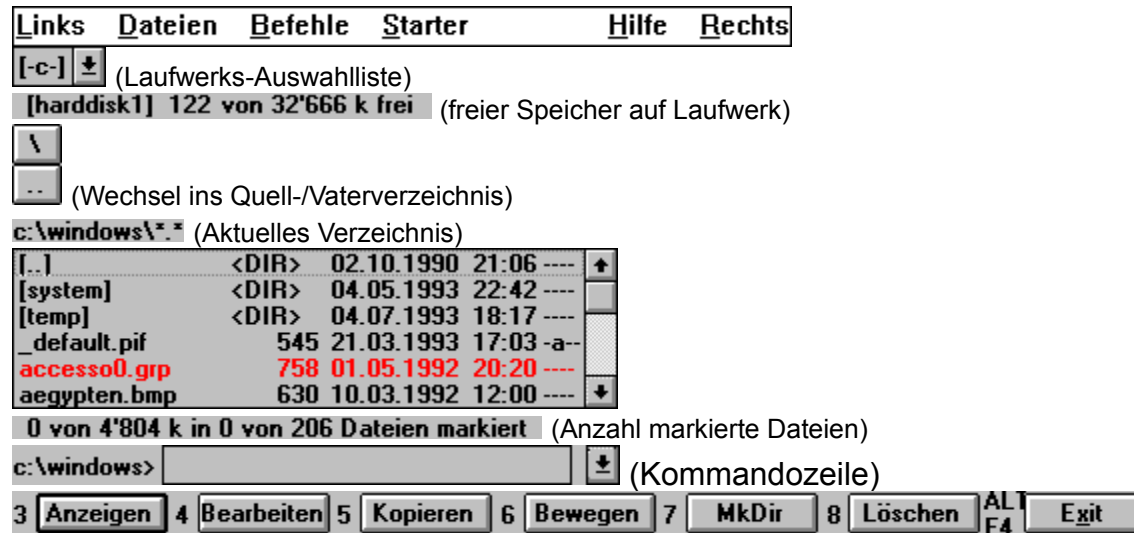 Links Dateien Befehle Starter Hilfe Rechts
[-c-] (Laufwerks-Auswahlliste)
[harddisk1] 122 von 32'666 k frei (freier Speicher auf Laufwerk)
\
.. (Wechsel ins Quell-/Vaterverzeichnis)
c:\windows\*.* (Aktuelles Verzeichnis)
[..] <DIR> 02.10.1990 21:06 ----
[system] <DIR> 04.05.1993 22:42 ----
[temp] <DIR> 04.07.1993 18:17 ----
_default.pif 545 21.03.1993 17:03 -a--
accesso0.grp 758 01.05.1992 20:20 ----
aegypten.bmp 630 10.03.1992 12:00 ----
0 von 4'804 k in 0 von 206 Dateien markiert (Anzahl markierte Dateien)
c:\windows> (Kommandozeile)
3 Anzeigen 4 Bearbeiten 5 Kopieren 6 Bewegen 7 MkDir 8 Löschen ALT F4 Exit